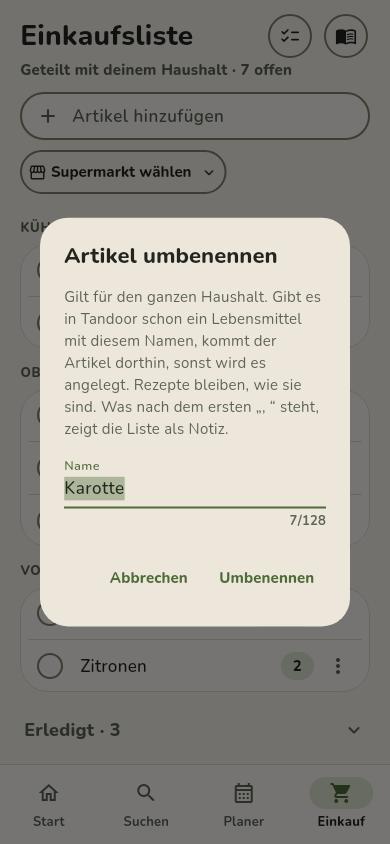 Einkaufsliste
Geteilt mit deinem Haushalt · 7 offen
Artikel hinzufügen
Supermarkt wählen
KÜH
Artikel umbenennen
Gilt für den ganzen Haushalt. Gibt es
in Tandoor schon ein Lebensmittel
mit diesem Namen, kommt der
Artikel dorthin, sonst wird es
angelegt. Rezepte bleiben, wie sie
sind. Was nach dem ersten „, “ steht,
zeigt die Liste als Notiz.
OB
Name
Karotte
7/128
VO
Abbrechen Umbenennen
Zitronen 2
Erledigt · 3
Start Suchen Planer Einkauf